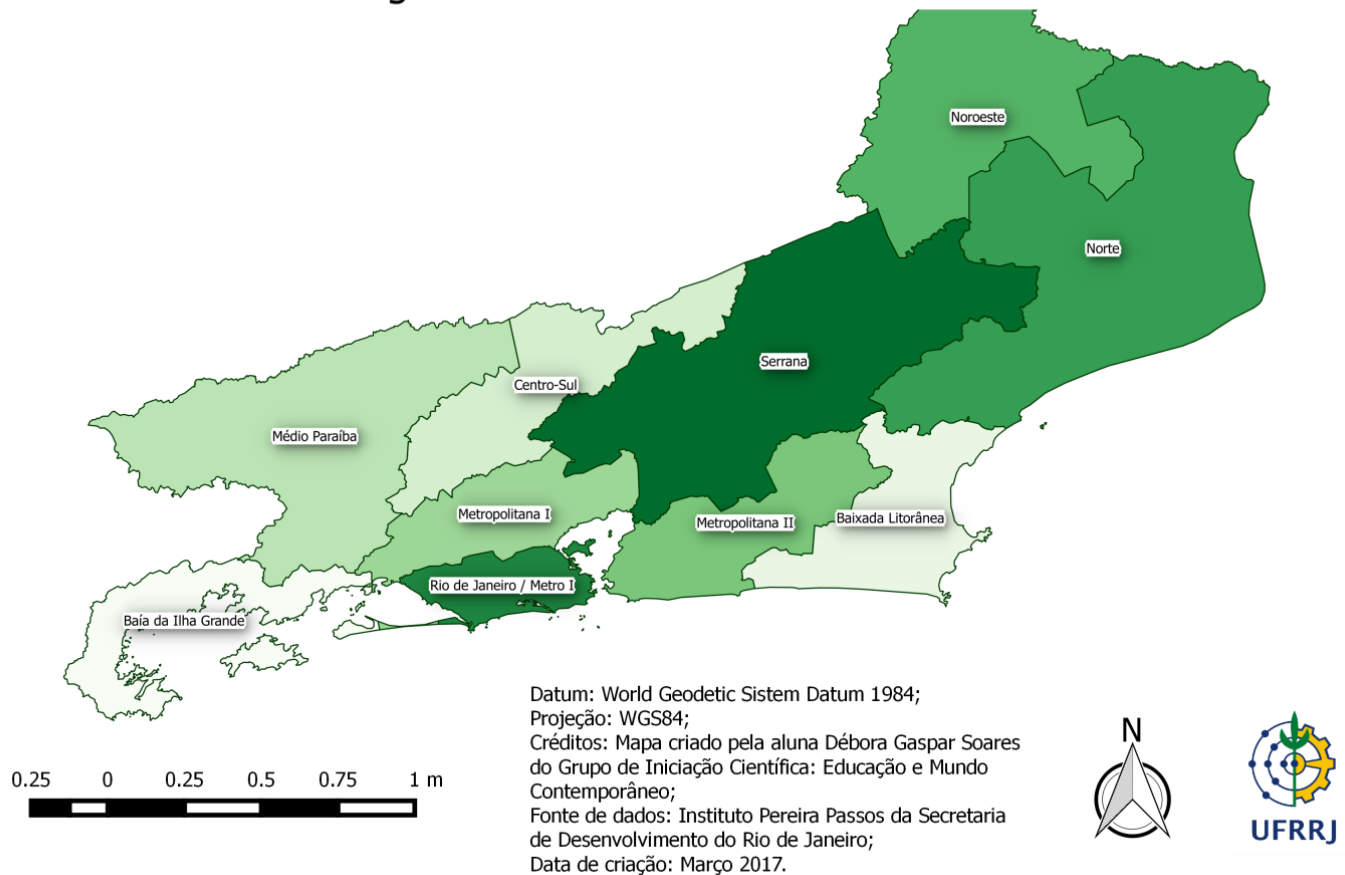 Noroeste
Norte
Serrana
Centro-Sul
Médio Paraíba
Metropolitana I
Metropolitana II
Baixada Litorânea
Rio de Janeiro / Metro I
Baía da Ilha Grande
Datum: World Geodetic Sistem Datum 1984;
Projeção: WGS84;
Créditos: Mapa criado pela aluna Débora Gaspar Soares
do Grupo de Iniciação Científica: Educação e Mundo
Contemporâneo;
Fonte de dados: Instituto Pereira Passos da Secretaria
de Desenvolvimento do Rio de Janeiro;
Data de criação: Março 2017.
0.25 0 0.25 0.5 0.75 1 m
N
UFRRJ